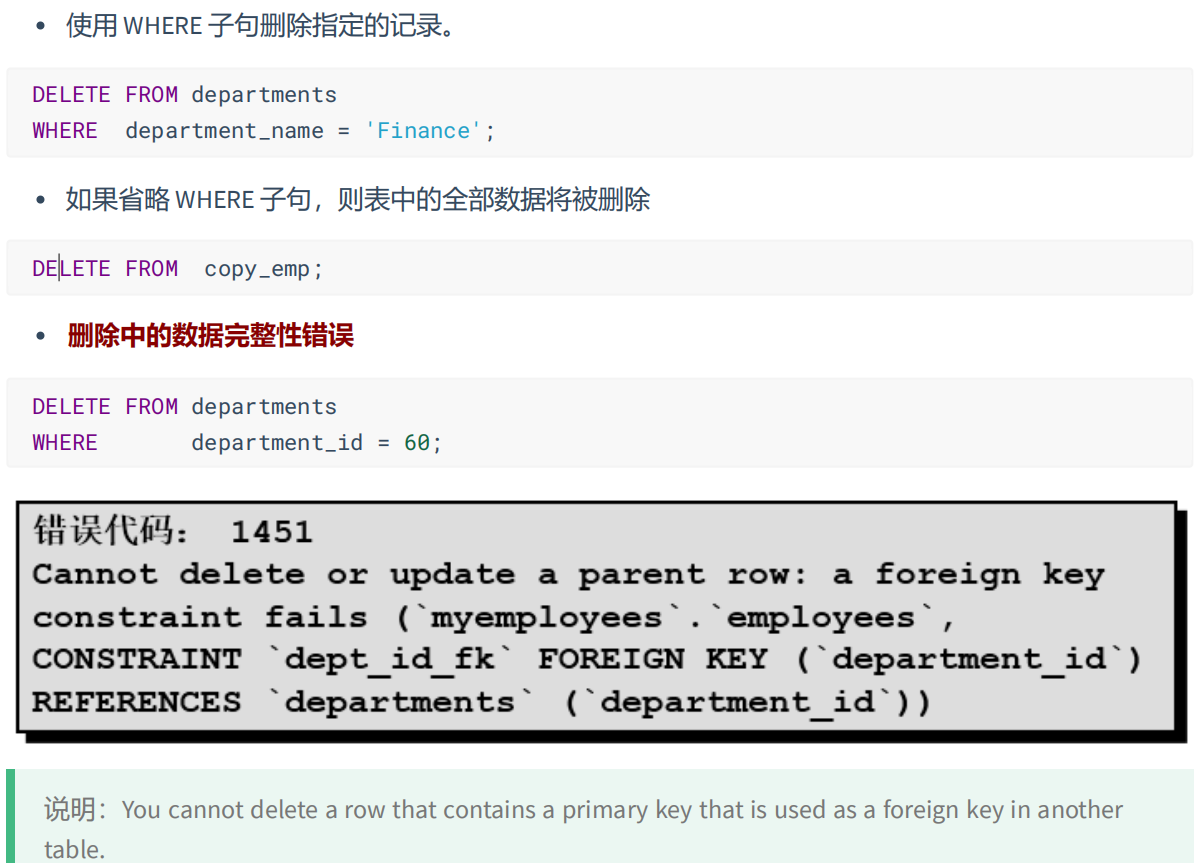 • 使用 WHERE 子句删除指定的记录。
DELETE FROM departments
WHERE  department_name = 'Finance';
• 如果省略 WHERE 子句，则表中的全部数据将被删除
DELETE FROM  copy_emp;
• 删除中的数据完整性错误
DELETE FROM departments
WHERE       department_id = 60;
错误代码： 1451
Cannot delete or update a parent row: a foreign key
constraint fails (`myemployees`.`employees`,
CONSTRAINT `dept_id_fk` FOREIGN KEY (`department_id`)
REFERENCES `departments` (`department_id`))
说明：You cannot delete a row that contains a primary key that is used as a foreign key in another
table.